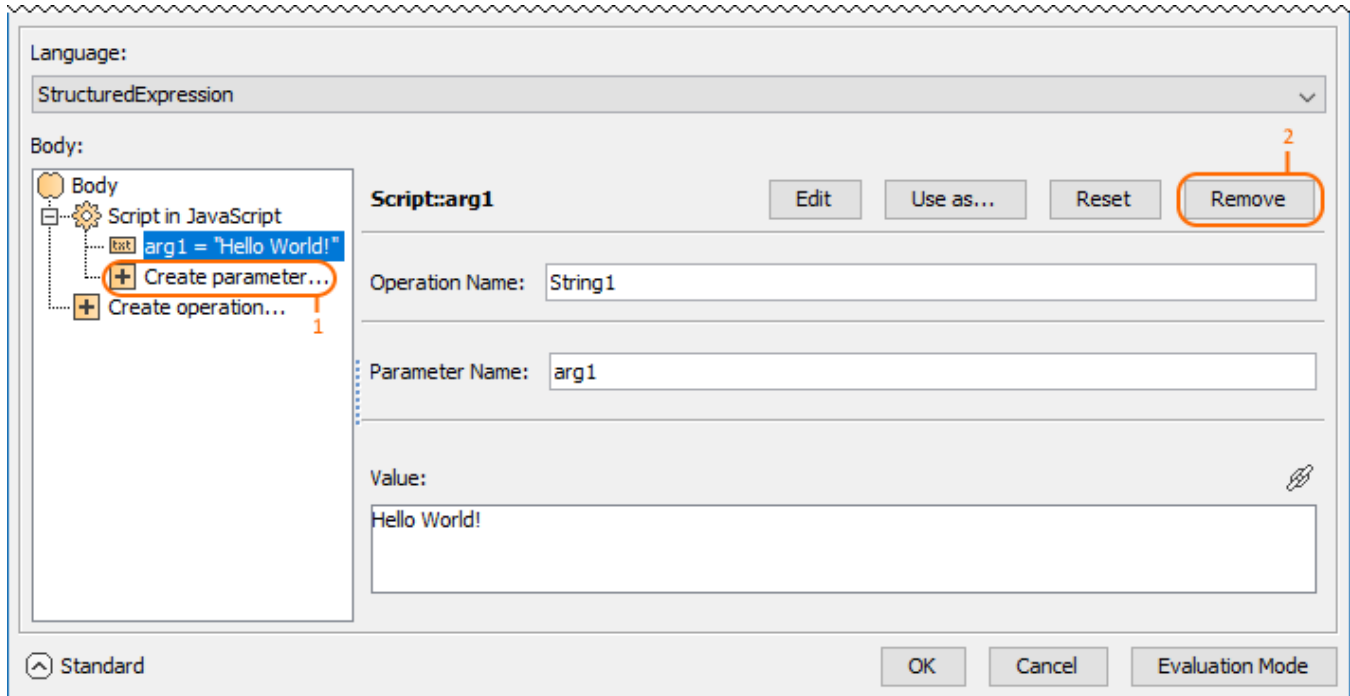 Language:
StructuredExpression
Body:
2
Body
Script in JavaScript
arg1 = "Hello World!"
Create parameter...
Create operation...
1
Script::arg1 Edit Use as... Reset Remove
Operation Name: String1
Parameter Name: arg1
Value:
Hello World!
Standard OK Cancel Evaluation Mode